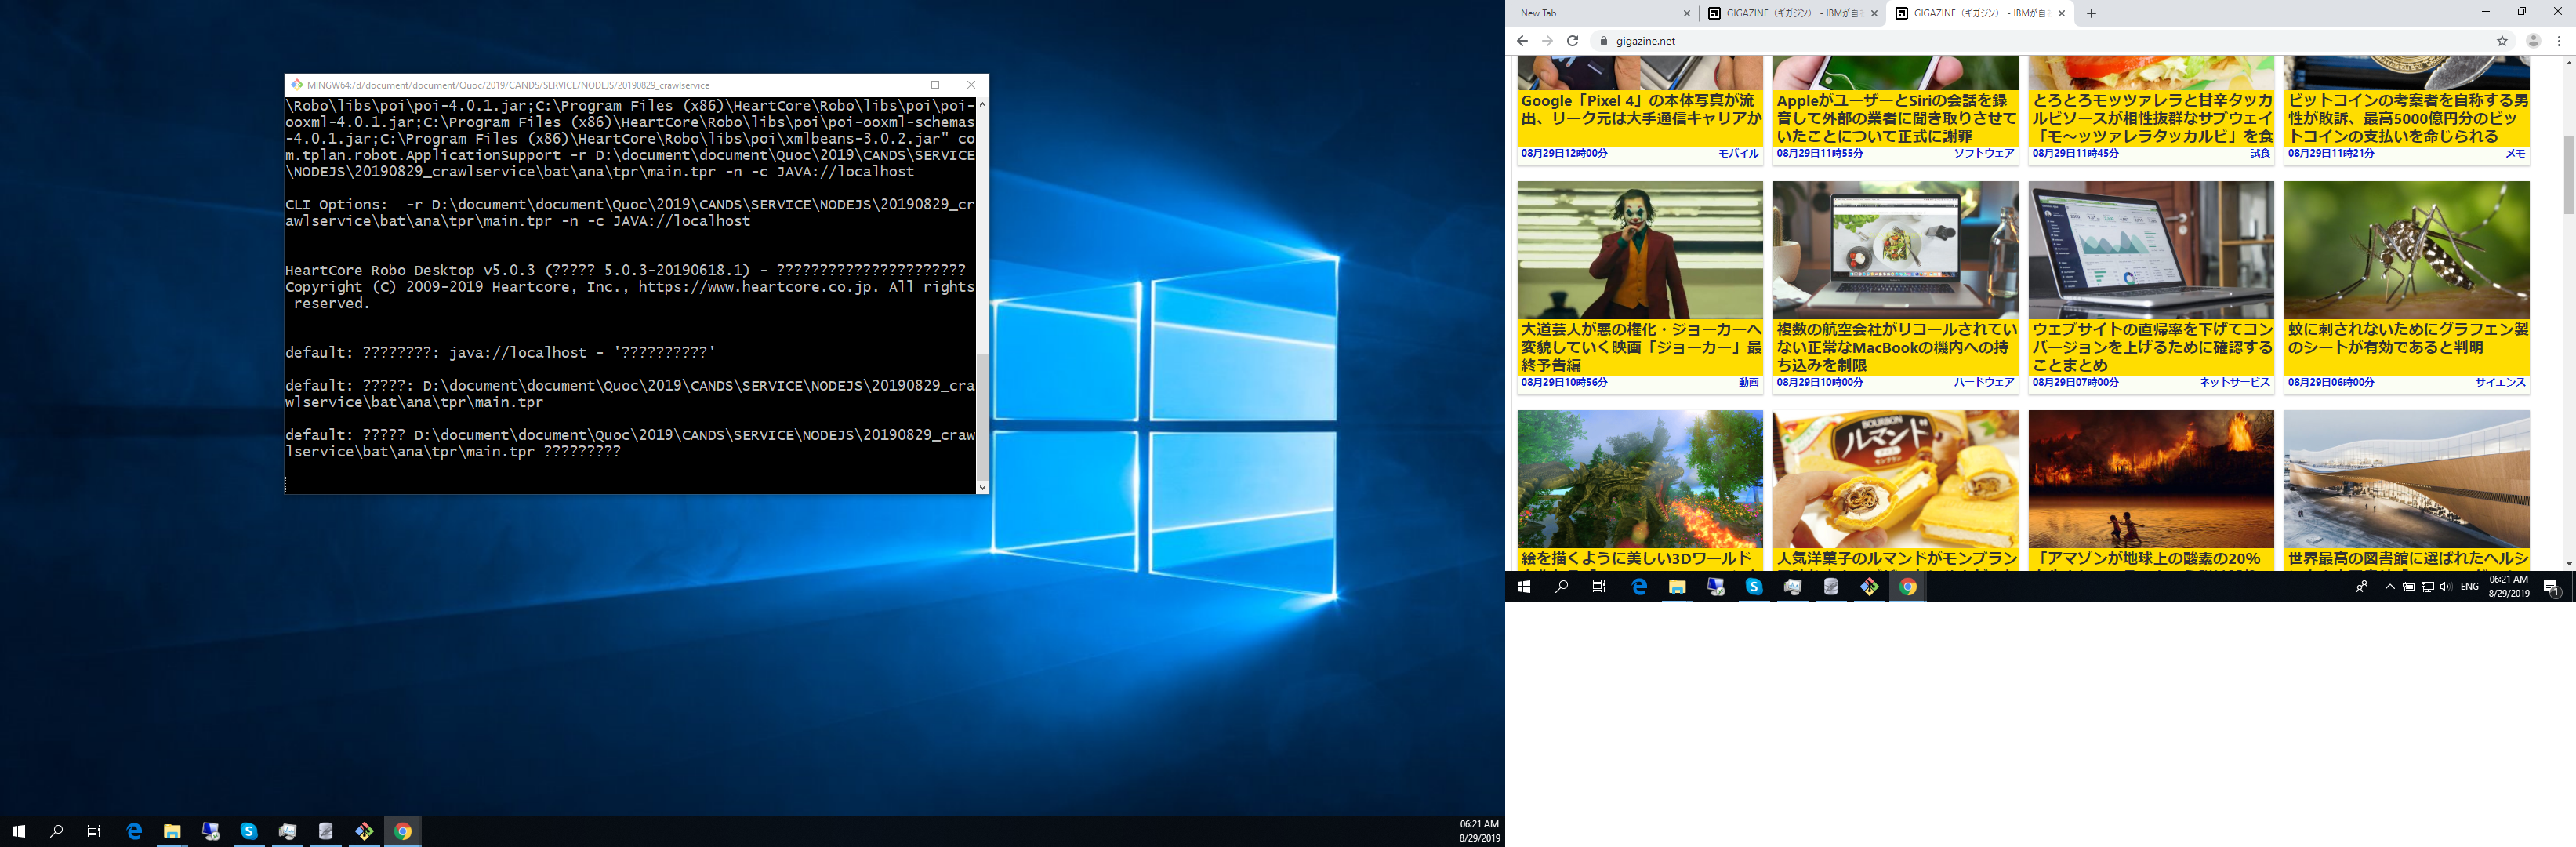 MINGW64:/d/document/document/Quoc/2019/CANDS/SERVICE/NODEJS/20190829_crawlservice
\Robo\libs\poi\poi-4.0.1.jar;C:\Program Files (x86)\HeartCore\Robo\libs\poi\poi-
ooxml-4.0.1.jar;C:\Program Files (x86)\HeartCore\Robo\libs\poi\poi-ooxml-schemas
-4.0.1.jar;C:\Program Files (x86)\HeartCore\Robo\libs\poi\xmlbeans-3.0.2.jar" co
m.tplan.robot.ApplicationSupport -r D:\document\document\Quoc\2019\CANDS\SERVICE
\NODEJS\20190829_crawlservice\bat\ana\tpr\main.tpr -n -c JAVA://localhost
CLI Options:  -r D:\document\document\Quoc\2019\CANDS\SERVICE\NODEJS\20190829_cr
awlservice\bat\ana\tpr\main.tpr -n -c JAVA://localhost
HeartCore Robo Desktop v5.0.3 (????? 5.0.3-20190618.1) - ??????????????????????
Copyright (C) 2009-2019 Heartcore, Inc., https://www.heartcore.co.jp. All rights
reserved.
default: ????????: java://localhost - '??????????'
default: ?????: D:\document\document\Quoc\2019\CANDS\SERVICE\NODEJS\20190829_cra
wlservice\bat\ana\tpr\main.tpr
default: ????? D:\document\document\Quoc\2019\CANDS\SERVICE\NODEJS\20190829_craw
lservice\bat\ana\tpr\main.tpr ?????????
06:21 AM
8/29/2019
New Tab
GIGAZINE（ギガジン） - IBMが自
GIGAZINE（ギガジン） - IBMが自
gigazine.net
Google「Pixel 4」の本体写真が流
出、リーク元は大手通信キャリアか
08月29日12時00分 モバイル
AppleがユーザーとSiriの会話を録
音して外部の業者に聞き取りさせて
いたことについて正式に謝罪
08月29日11時55分 ソフトウェア
とろとろモッツァレラと甘辛タッカ
ルビソースが相性抜群なサブウェイ
「モ～ッツァレラタッカルビ」を食
08月29日11時45分 試食
ビットコインの考案者を自称する男
性が敗訴、最高5000億円分のビッ
トコインの支払いを命じられる
08月29日11時21分 メモ
大道芸人が悪の権化・ジョーカーへ
変貌していく映画「ジョーカー」最
終予告編
08月29日10時56分 動画
複数の航空会社がリコールされてい
ない正常なMacBookの機内への持
ち込みを制限
08月29日10時00分 ハードウェア
ウェブサイトの直帰率を下げてコン
バージョンを上げるために確認する
ことまとめ
08月29日07時00分 ネットサービス
蚊に刺されないためにグラフェン製
のシートが有効であると判明
08月29日06時00分 サイエンス
BOURBON
ルマンド
絵を描くように美しい3Dワールド
人気洋菓子のルマンドがモンブラン
「アマゾンが地球上の酸素の20%
世界最高の図書館に選ばれたヘルシ
ENG
06:21 AM
8/29/2019
1